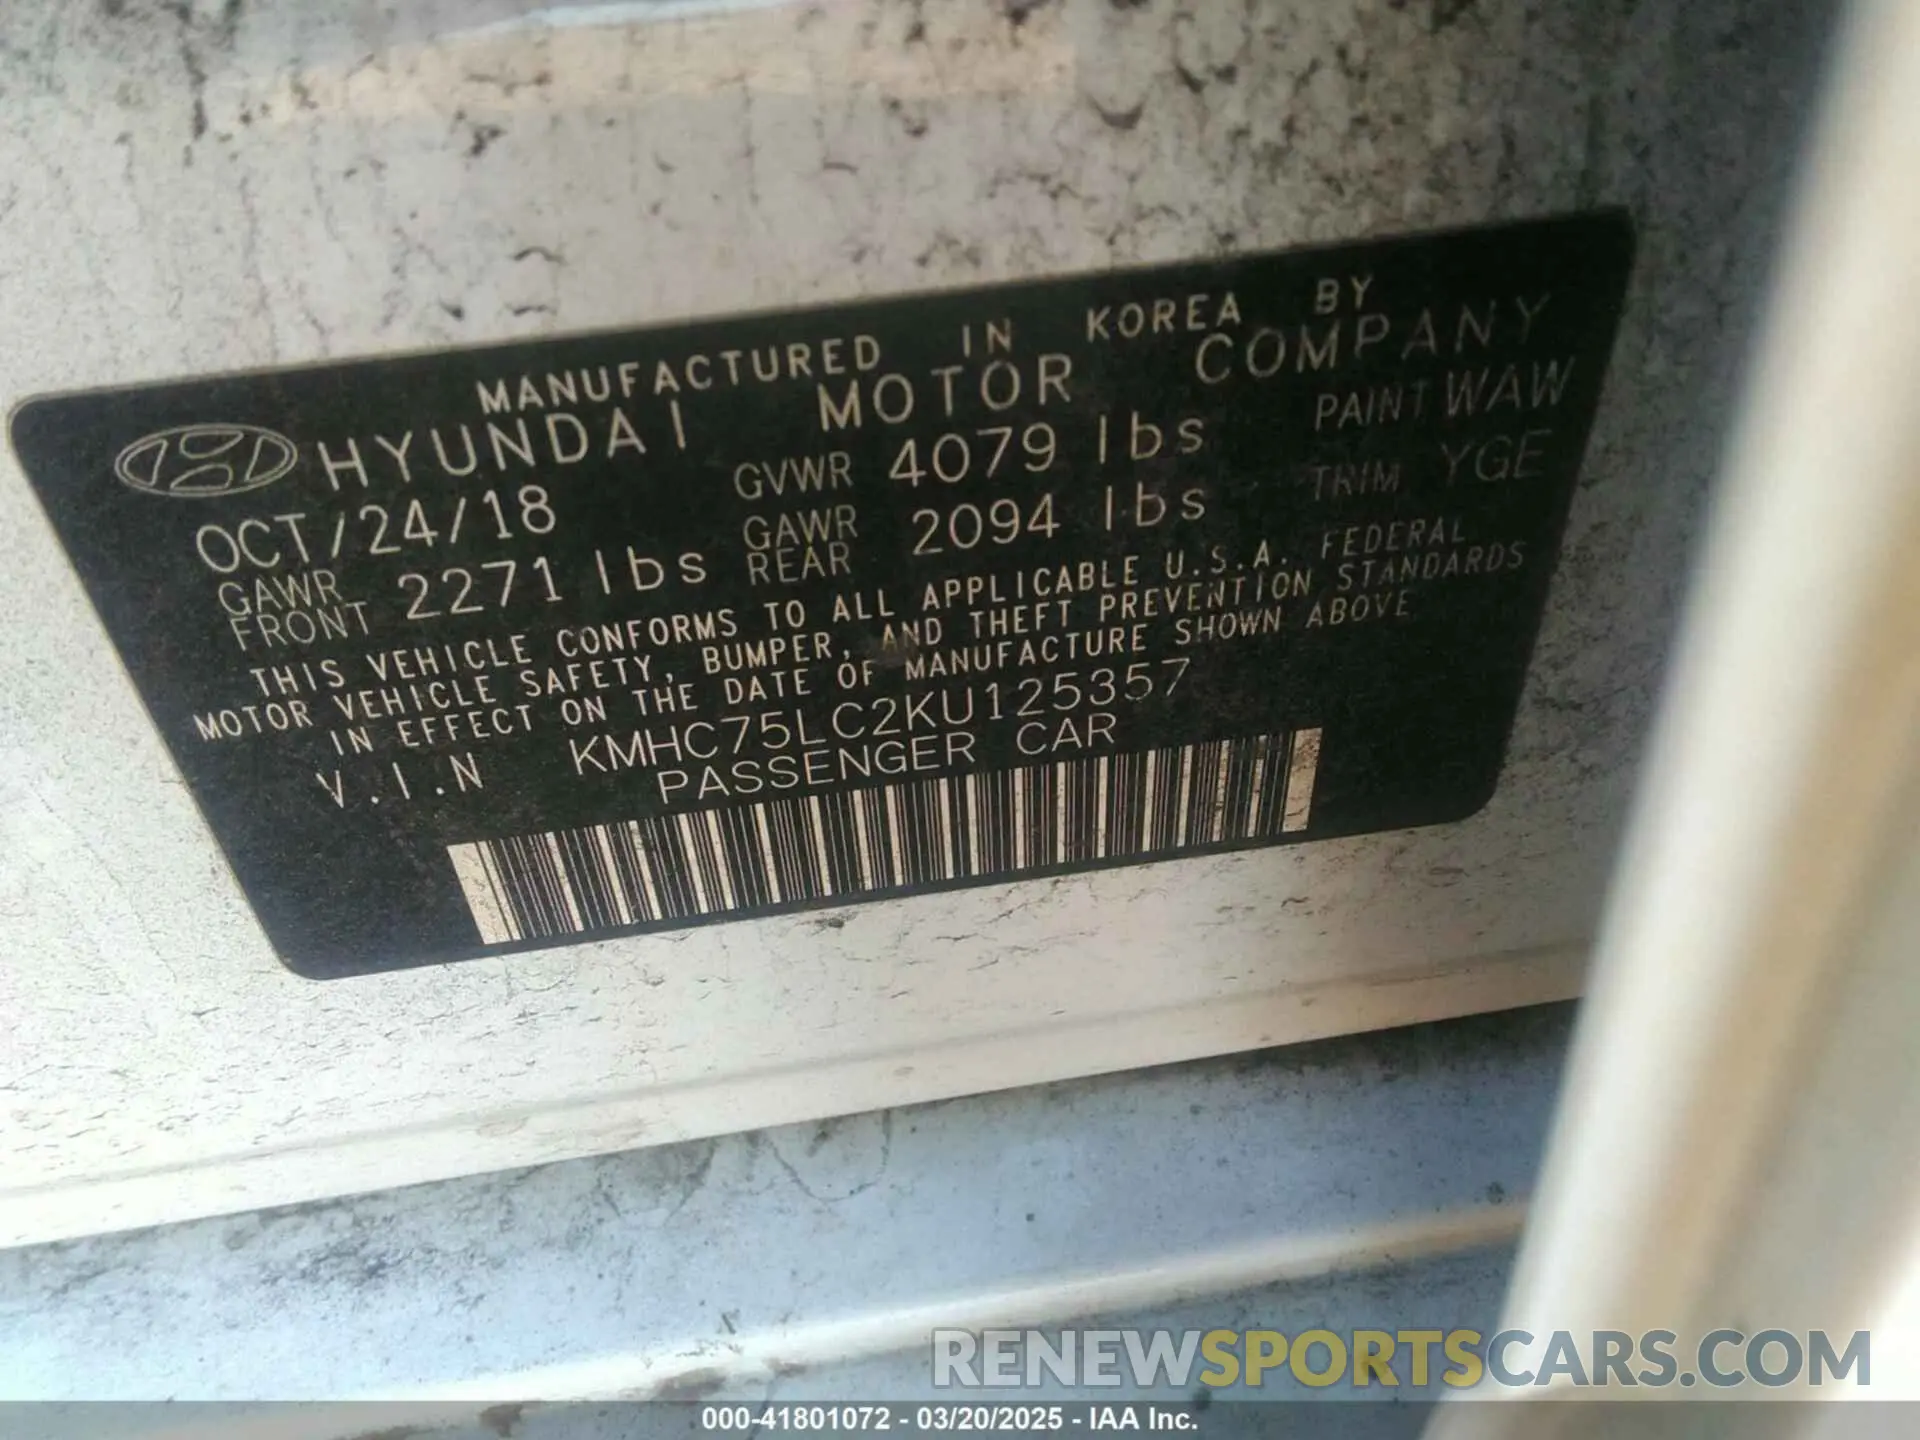 MANUFACTURED IN KOREA BY
HYUNDAI MOTOR COMPANY
OCT/24/18 GVWR 4079 lbs PAINT WAW
GAWR FRONT 2271 lbs GAWR REAR 2094 lbs TRIM YGE
THIS VEHICLE CONFORMS TO ALL APPLICABLE U.S.A. FEDERAL
MOTOR VEHICLE SAFETY, BUMPER, AND THEFT PREVENTION STANDARDS
IN EFFECT ON THE DATE OF MANUFACTURE SHOWN ABOVE
V.I.N KMHC75LC2KU125357
PASSENGER CAR
RENEWSPORTSCARS.COM
000-41801072 - 03/20/2025 - IAA Inc.